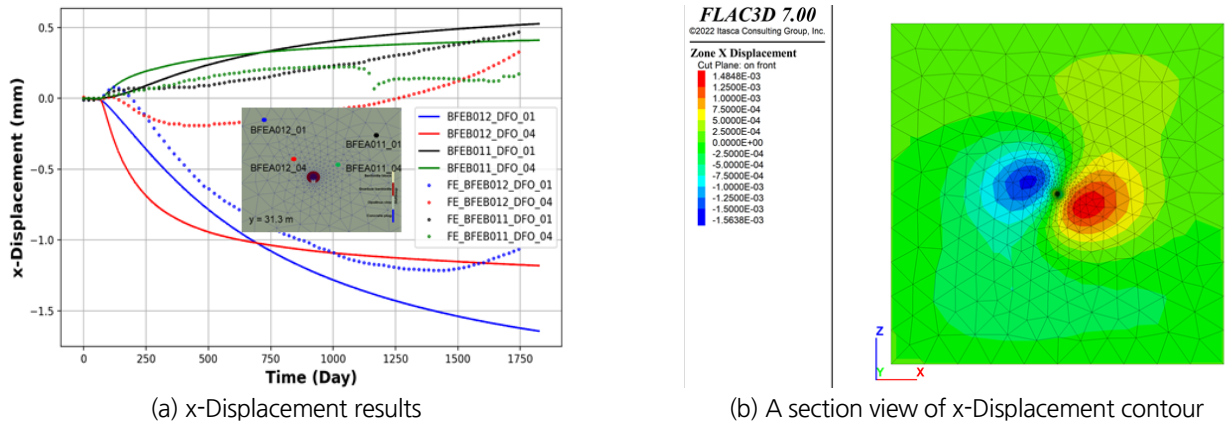 x-Displacement (mm)
0.5
0.0
−0.5
−1.0
−1.5
0
250
500
750
1000
1250
1500
1750
Time (Day)
BFEA012_01
BFEA011_01
BFEA012_04
BFEA011_04
y = 31.3 m
BFEB012_DFO_01
BFEB012_DFO_04
BFEB011_DFO_01
BFEB011_DFO_04
FE_BFEB012_DFO_01
FE_BFEB012_DFO_04
FE_BFEB011_DFO_01
FE_BFEB011_DFO_04
(a) x-Displacement results
FLAC3D 7.00
©2022 Itasca Consulting Group, Inc.
Zone X Displacement
Cut Plane: on front
1.4848E-03
1.2500E-03
1.0000E-03
7.5000E-04
5.0000E-04
2.5000E-04
0.0000E+00
-2.5000E-04
-5.0000E-04
-7.5000E-04
-1.0000E-03
-1.2500E-03
-1.5000E-03
-1.5638E-03
Z
Y
X
(b) A section view of x-Displacement contour